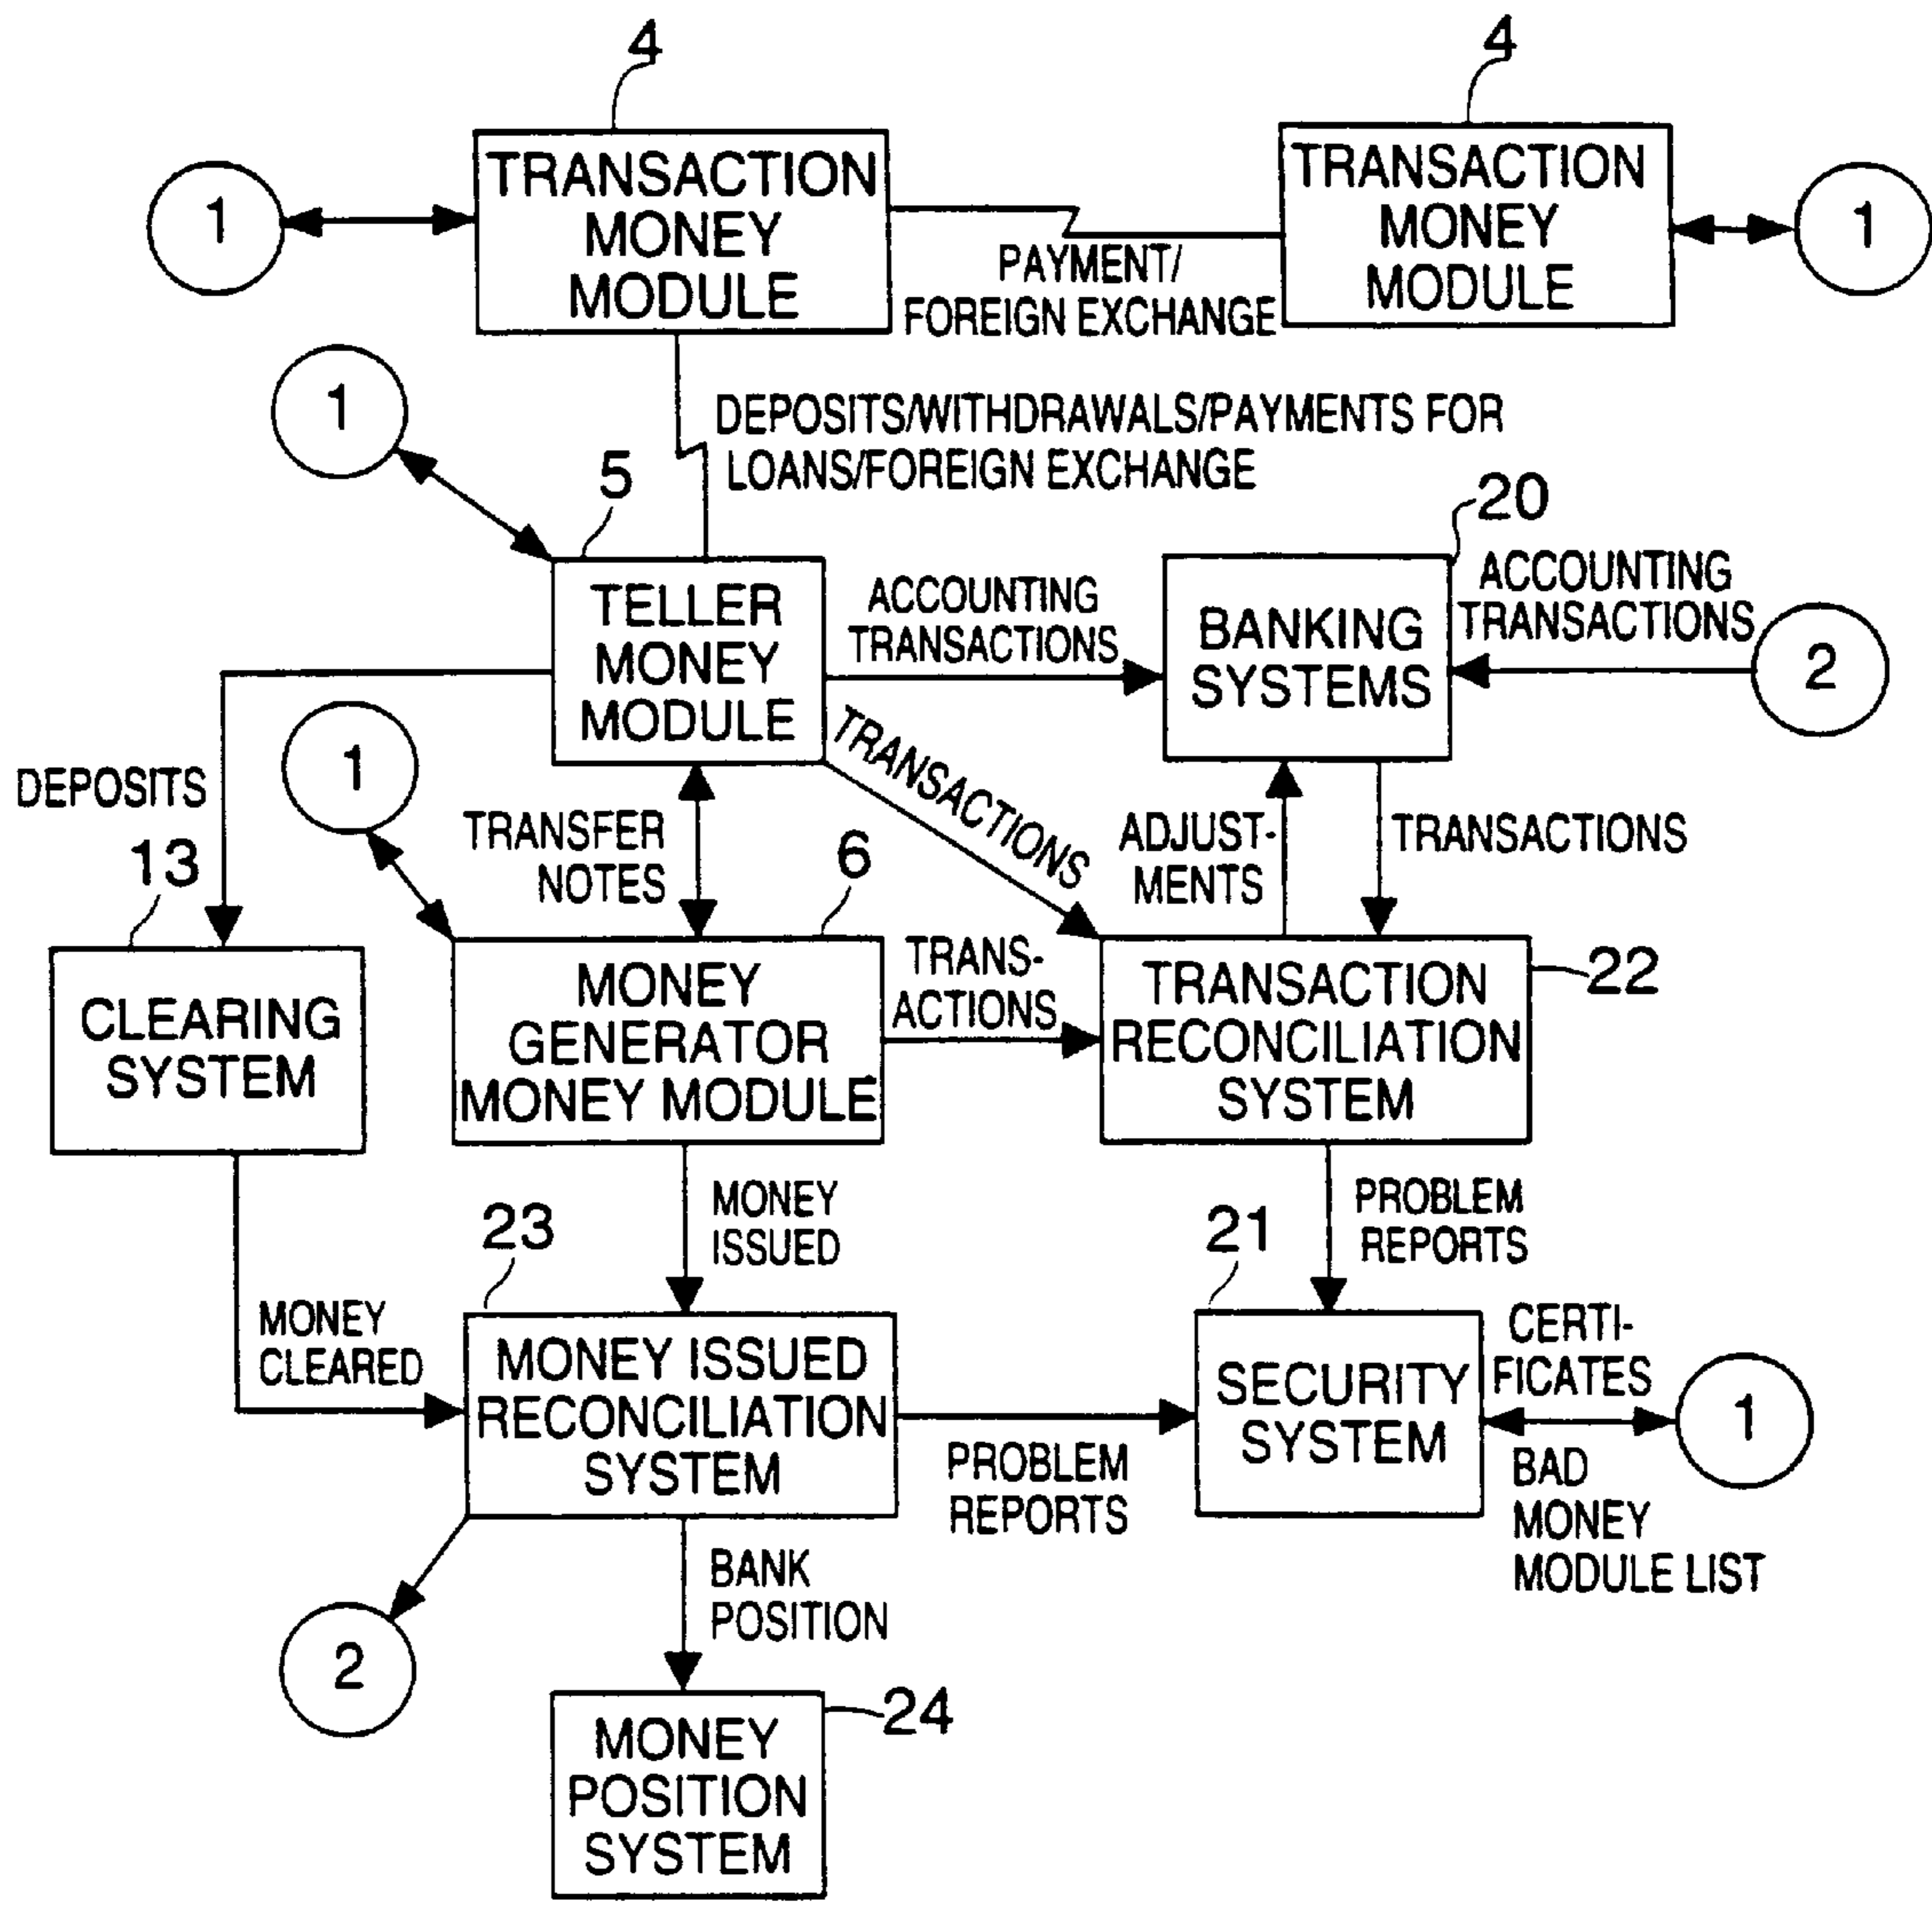 4
4
TRANSACTION
MONEY
MODULE
TRANSACTION
MONEY
MODULE
1
1
PAYMENT/
FOREIGN EXCHANGE
1
DEPOSITS/WITHDRAWALS/PAYMENTS FOR
LOANS/FOREIGN EXCHANGE
5
20
TELLER
MONEY
MODULE
ACCOUNTING
TRANSACTIONS
BANKING
SYSTEMS
ACCOUNTING
TRANSACTIONS
2
DEPOSITS
1
TRANSFER
NOTES
TRANSACTIONS
ADJUST-
MENTS
TRANSACTIONS
13
6
CLEARING
SYSTEM
MONEY
GENERATOR
MONEY MODULE
TRANS-
ACTIONS
TRANSACTION
RECONCILIATION
SYSTEM
22
MONEY
ISSUED
PROBLEM
REPORTS
23
21
MONEY
CLEARED
MONEY ISSUED
RECONCILIATION
SYSTEM
PROBLEM
REPORTS
SECURITY
SYSTEM
CERTI-
FICATES
1
BAD
MONEY
MODULE LIST
2
BANK
POSITION
24
MONEY
POSITION
SYSTEM